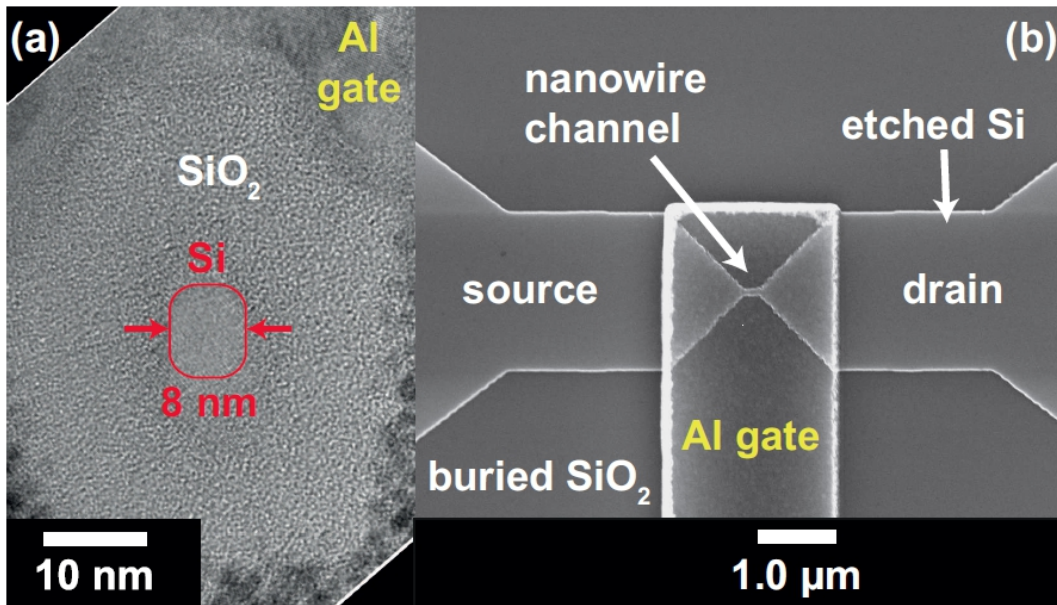 (a)
Al
gate
SiO₂
Si
8 nm
10 nm
(b)
nanowire
channel
etched Si
source
drain
Al gate
buried SiO₂
1.0 µm